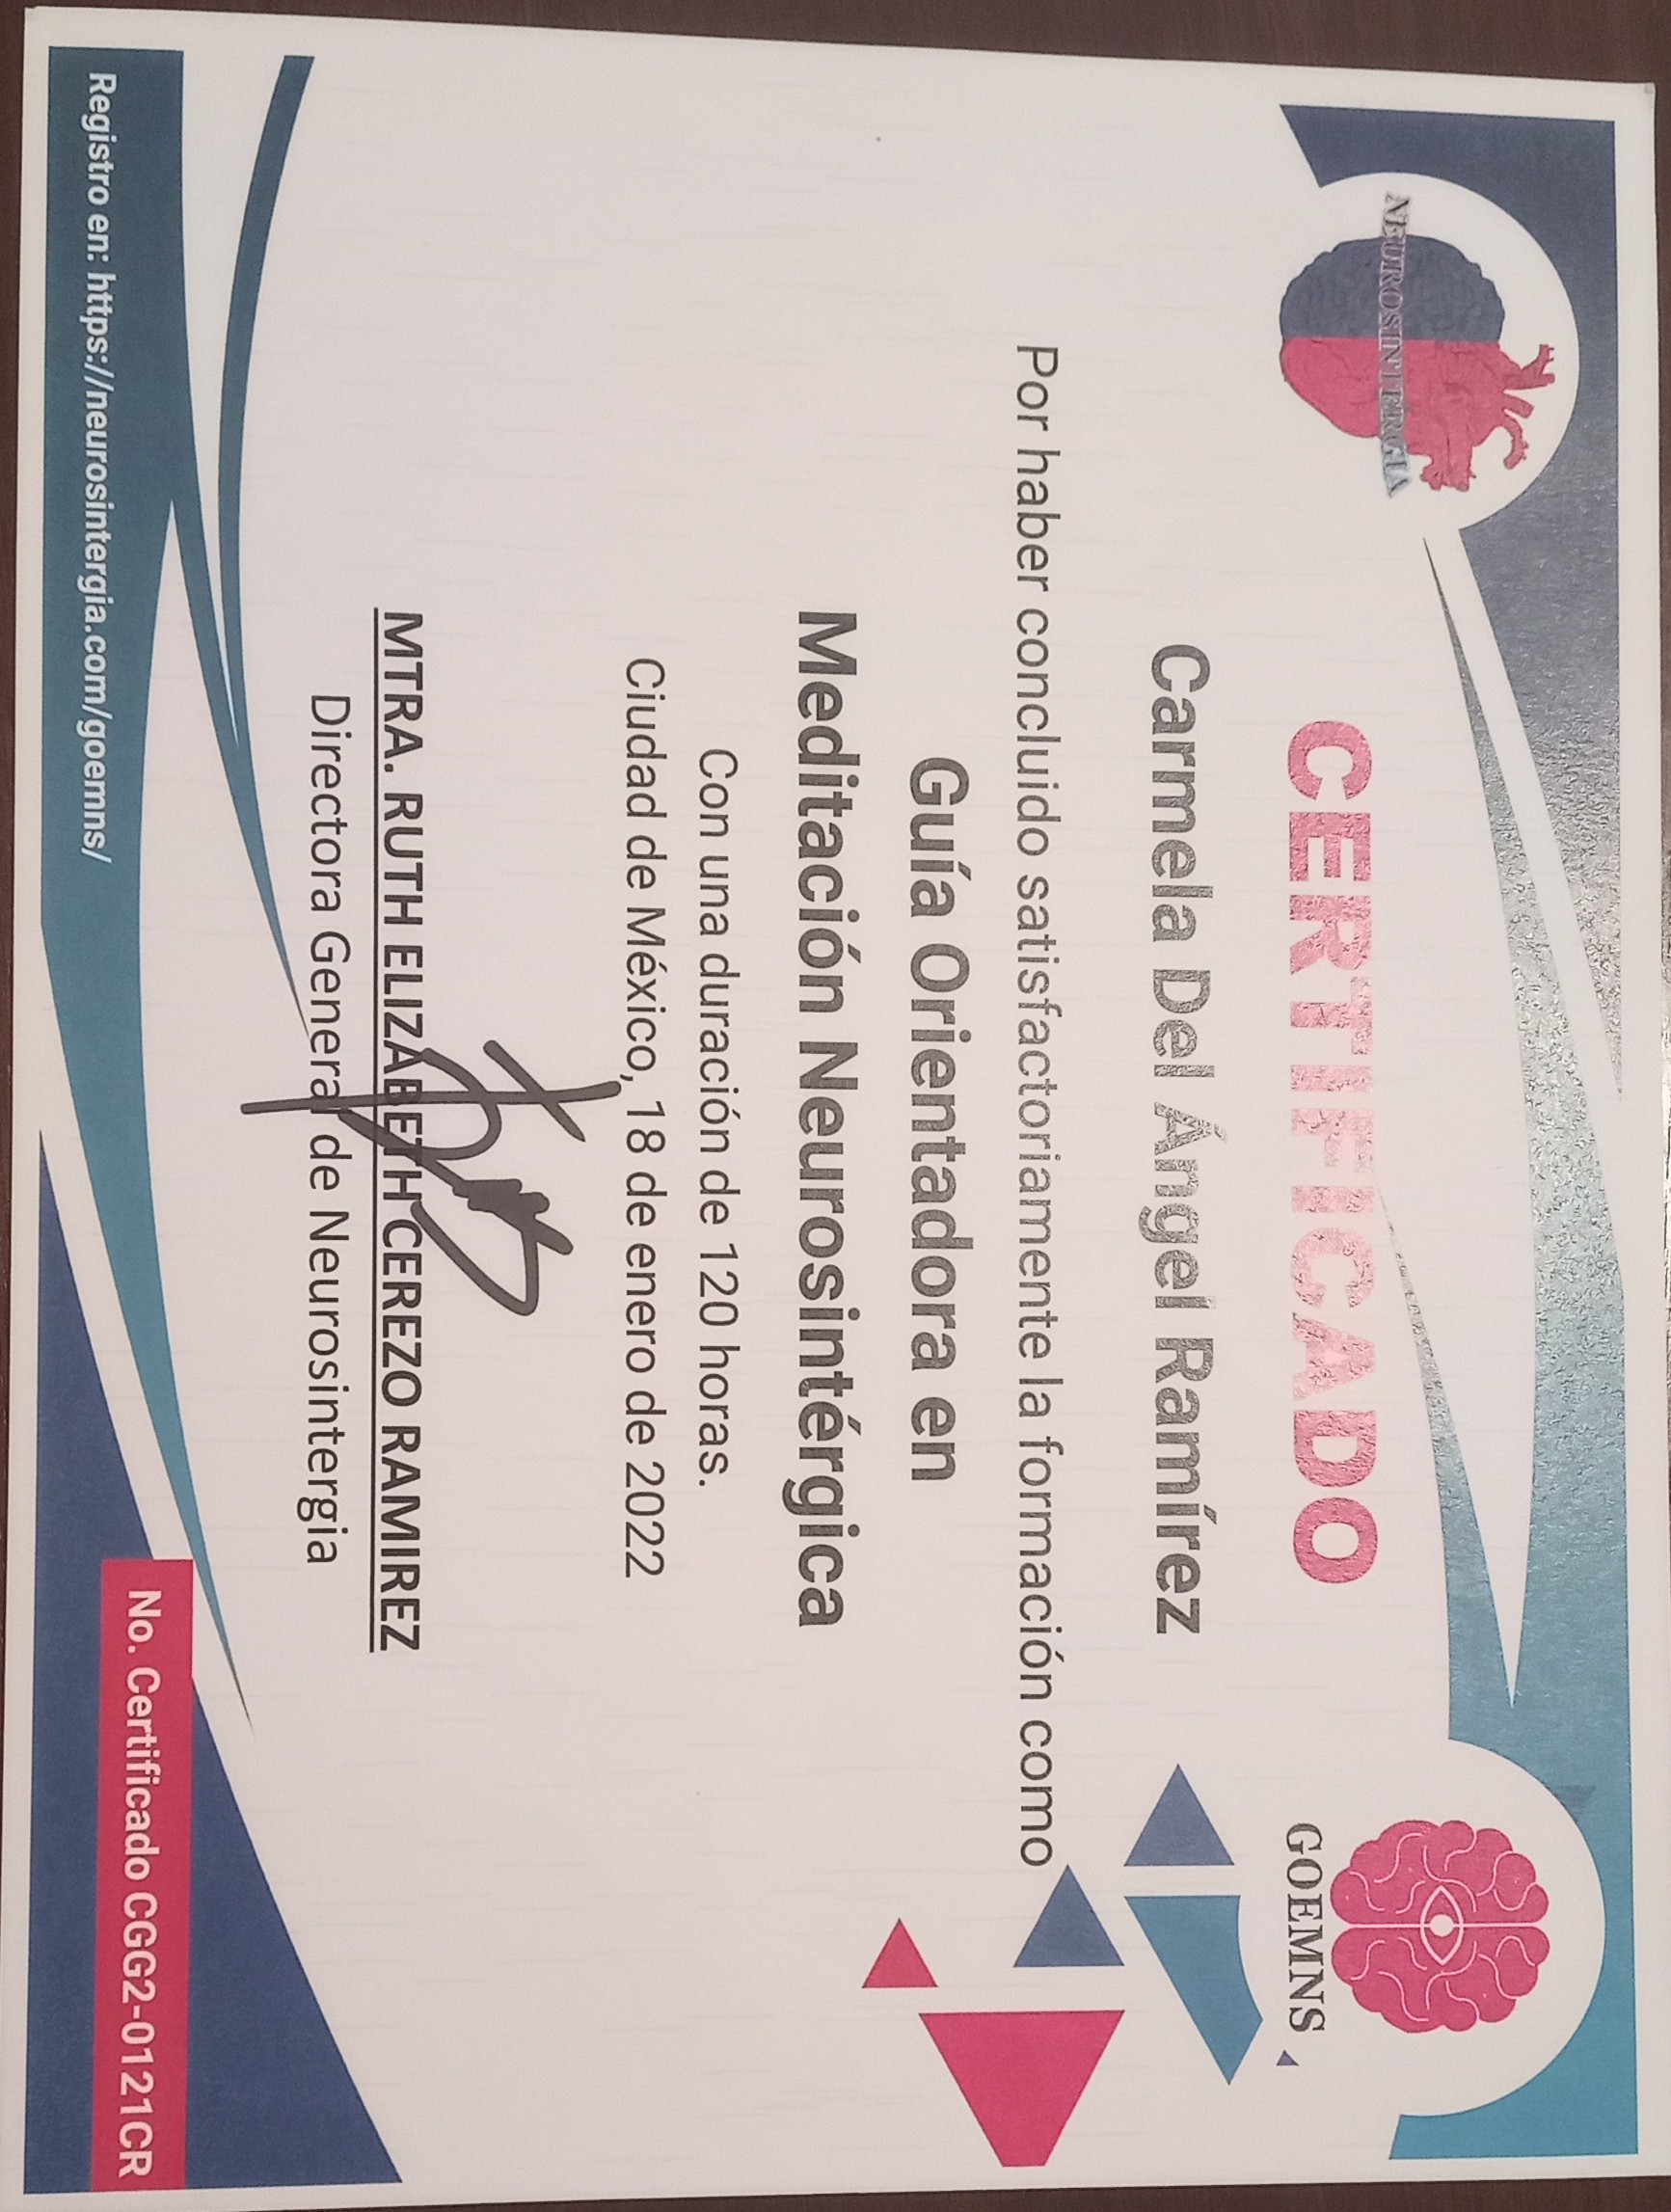 NEUROSINTERGIA
GOEMNS
CERTIFICADO
Carmela Del Ángel Ramírez
Por haber concluido satisfactoriamente la formación como
Guía Orientadora en
Meditación Neurosintérgica
Con una duración de 120 horas.
Ciudad de México, 18 de enero de 2022
MTRA. RUTH ELIZABETH CEREZO RAMIREZ
Directora General de Neurosintergia
Registro en: https://neurosintergia.com/goemns/
No. Certificado CGG2-0121CR